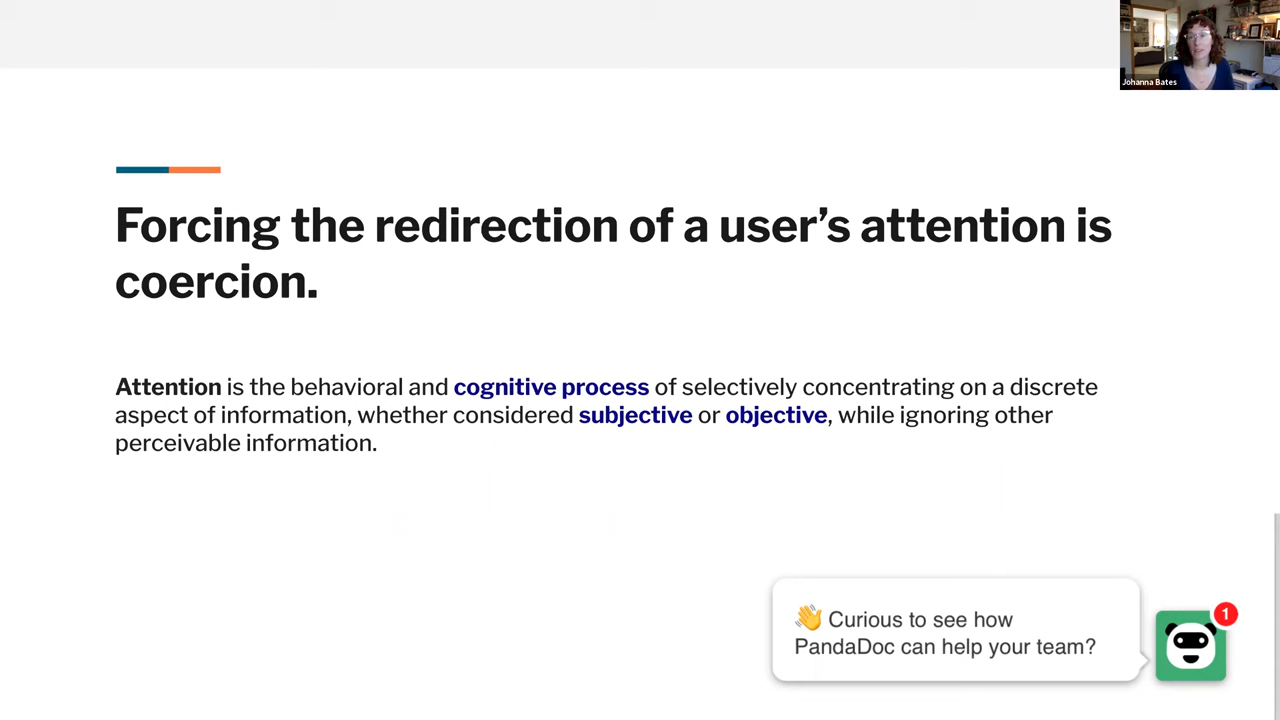 Johanna Bates
Forcing the redirection of a user’s attention is
coercion.
Attention is the behavioral and cognitive process of selectively concentrating on a discrete
aspect of information, whether considered subjective or objective, while ignoring other
perceivable information.
👋 Curious to see how
PandaDoc can help your team?
1